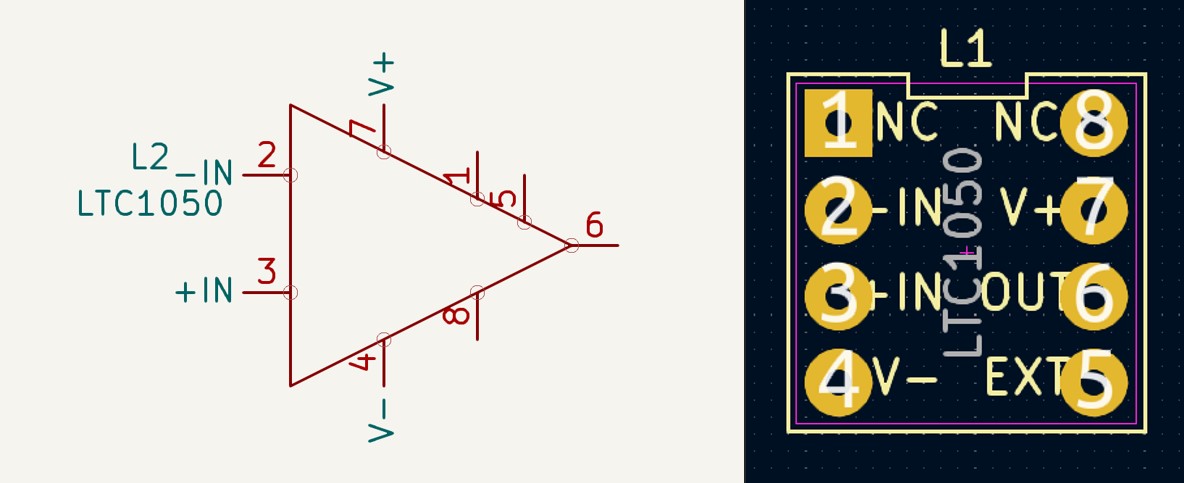 V+
7
L2
-IN
2
LTC1050
1
5
6
+IN
3
8
4
V-
L1
1 NC NC 8
2 -IN V+ 7
3 +IN OUT 6
4 V- EXT 5
LTC1050